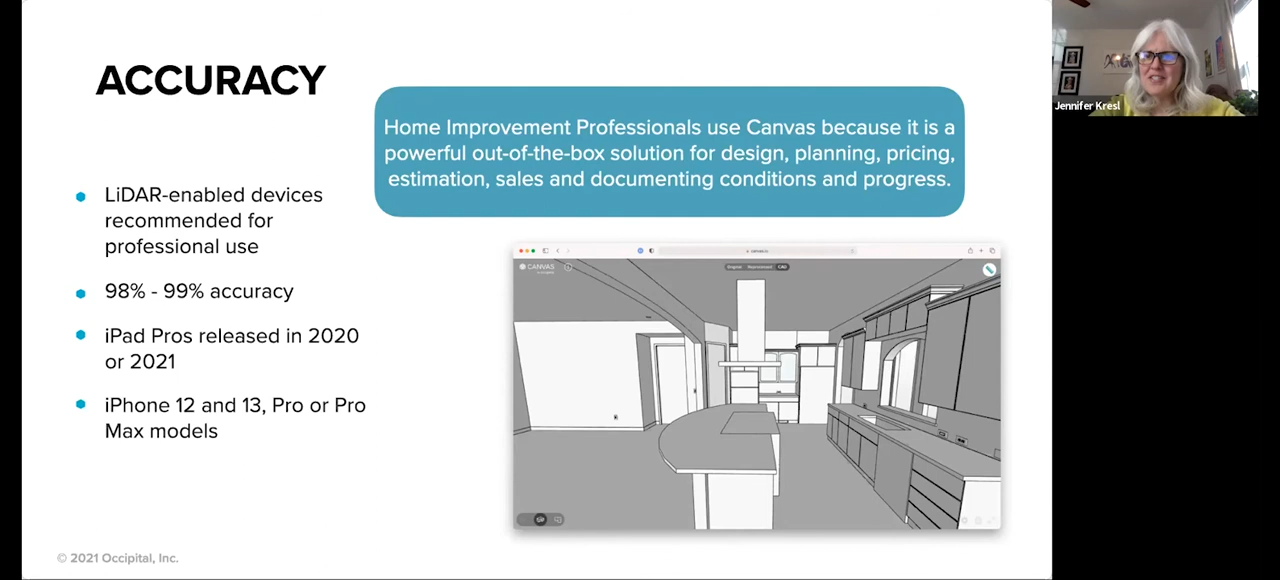 ACCURACY
Home Improvement Professionals use Canvas because it is a
powerful out-of-the-box solution for design, planning, pricing,
estimation, sales and documenting conditions and progress.
LiDAR-enabled devices
recommended for
professional use
98% - 99% accuracy
iPad Pros released in 2020
or 2021
iPhone 12 and 13, Pro or Pro
Max models
CANVAS
Original
CAD
© 2021 Occipital, Inc.
Jennifer Kresl